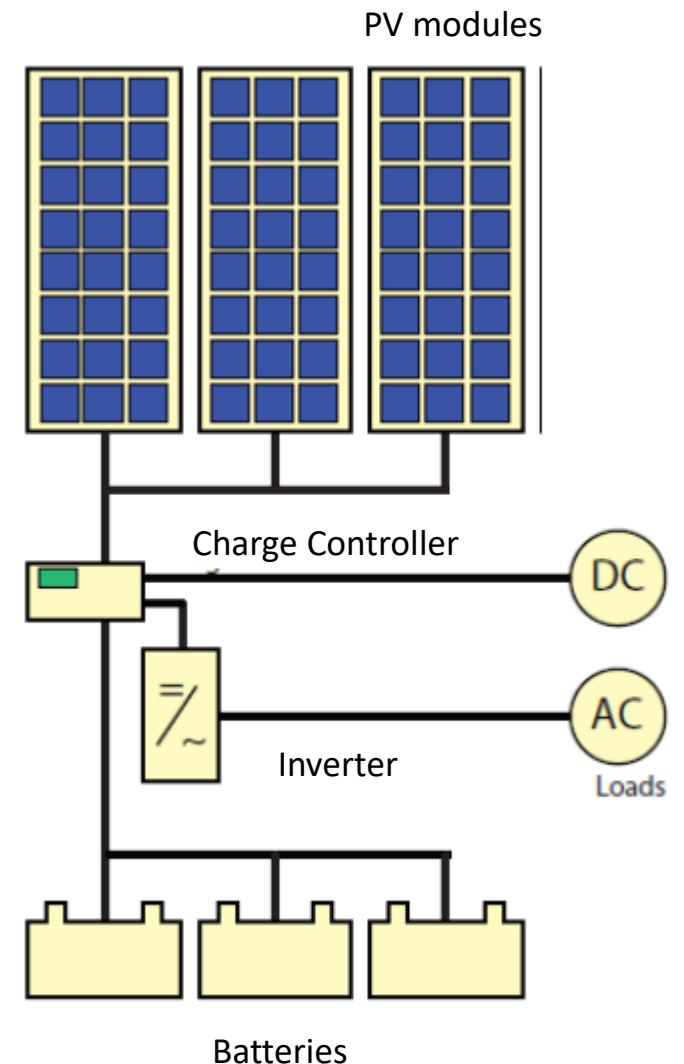 PV modules
Charge Controller
DC
=
~
AC
Inverter
Loads
Batteries